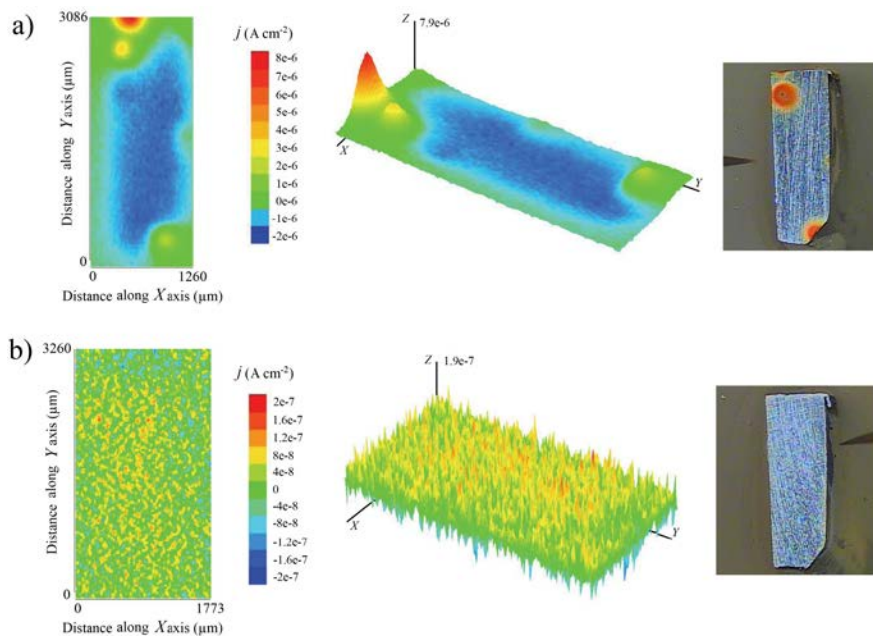 a)
3086
Distance along Y axis (µm)
0
0
1260
Distance along X axis (µm)
j (A cm-2)
8e-6
7e-6
6e-6
5e-6
4e-6
3e-6
2e-6
1e-6
0e-6
-1e-6
-2e-6
Z
7.9e-6
X
Y
b)
3260
Distance along Y axis (µm)
0
0
1773
Distance along X axis (µm)
j (A cm-2)
2e-7
1.6e-7
1.2e-7
8e-8
4e-8
0
-4e-8
-8e-8
-1.2e-7
-1.6e-7
-2e-7
Z
1.9e-7
X
Y